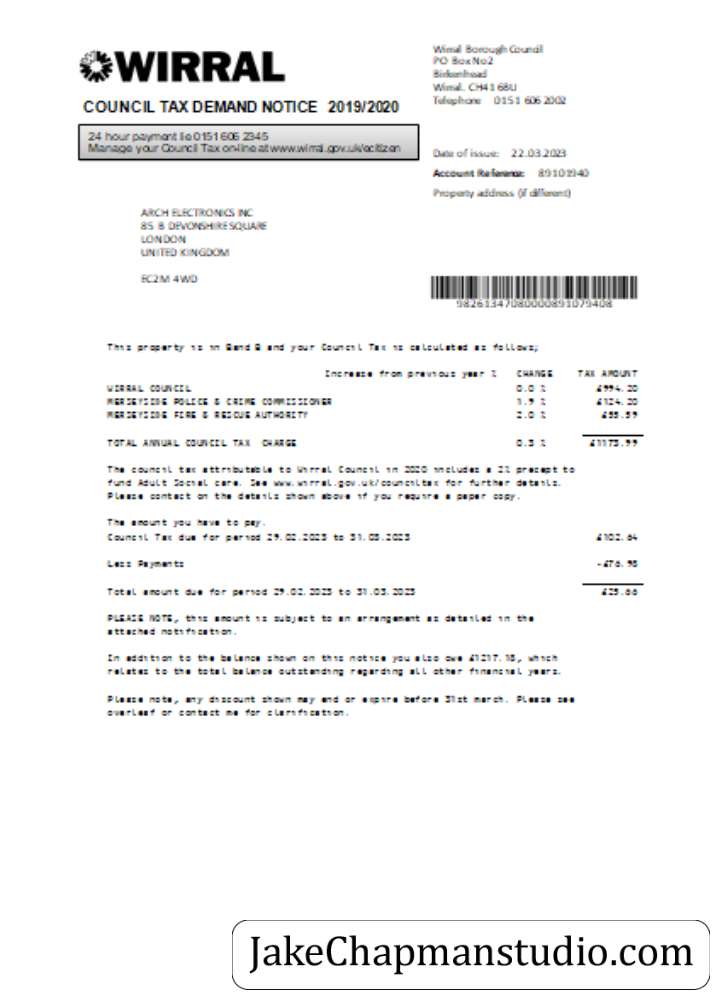 WIRRAL
COUNCIL TAX DEMAND NOTICE 2019/2020
24 hour payment lie 0151 606 2345
Manage your Council Tax on-line at www.wirral.gov.uk/ecitizen
Wirral Borough Council
PO Box No2
Birkenhead
Wirral. CH41 6BU
Telephone 0151 606 2002
Date of issue: 22.03.2023
Account Reference: 89101940
Property address (if different)
ARCH ELECTRONICS INC
85 B DEVONSHIRE SQUARE
LONDON
UNITED KINGDOM
EC2M 4WD
98261347080000891079408
This property is in Band B and your Council Tax is calculated as follows;
Increase from previous year % CHANGE TAX AMOUNT
WIRRAL COUNCIL 0.0 % £994.20
MERSEYSIDE POLICE & CRIME COMMISSIONER 1.9 % £124.20
MERSEYSIDE FIRE & RESCUE AUTHORITY 2.0 %
TOTAL ANNUAL COUNCIL TAX CHARGE 0.3 %
The council tax attributable to Wirral Council in 2020 includes a 2% precept to
fund Adult Social care. See www.wirral.gov.uk/counciltax for further details.
Please contact on the details shown above if you require a paper copy.
The amount you have to pay.
Council Tax due for period 29.02.2023 to 31.03.2023 £102.64
Less Payments -£76.98
Total amount due for period 29.02.2023 to 31.03.2023 £25.66
PLEASE NOTE, this amount is subject to an arrangement as detailed in the
attached notification.
In addition to the balance shown on this notice you also owe £1217.18, which
relates to the total balance outstanding regarding all other financial years.
Please note, any discount shown may end or expire before 31st march. Please see
overleaf or contact me for clarification.
JakeChapmanstudio.com